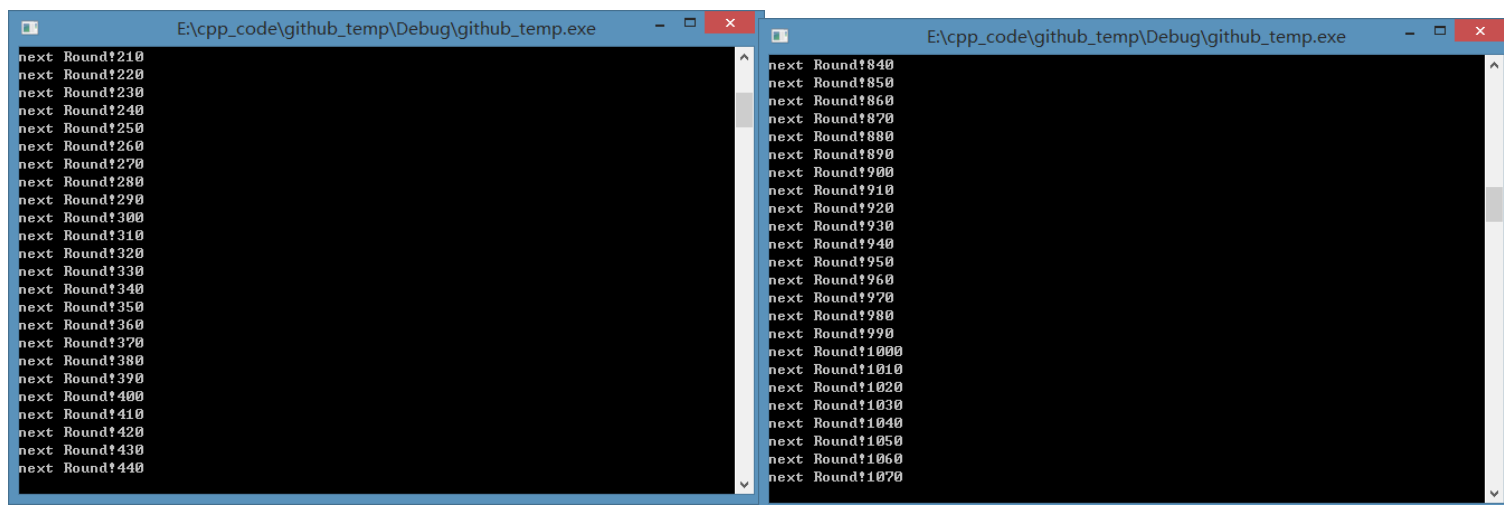 E:\cpp_code\github_temp\Debug\github_temp.exe
next Round!210
next Round!220
next Round!230
next Round!240
next Round!250
next Round!260
next Round!270
next Round!280
next Round!290
next Round!300
next Round!310
next Round!320
next Round!330
next Round!340
next Round!350
next Round!360
next Round!370
next Round!380
next Round!390
next Round!400
next Round!410
next Round!420
next Round!430
next Round!440
E:\cpp_code\github_temp\Debug\github_temp.exe
next Round!840
next Round!850
next Round!860
next Round!870
next Round!880
next Round!890
next Round!900
next Round!910
next Round!920
next Round!930
next Round!940
next Round!950
next Round!960
next Round!970
next Round!980
next Round!990
next Round!1000
next Round!1010
next Round!1020
next Round!1030
next Round!1040
next Round!1050
next Round!1060
next Round!1070